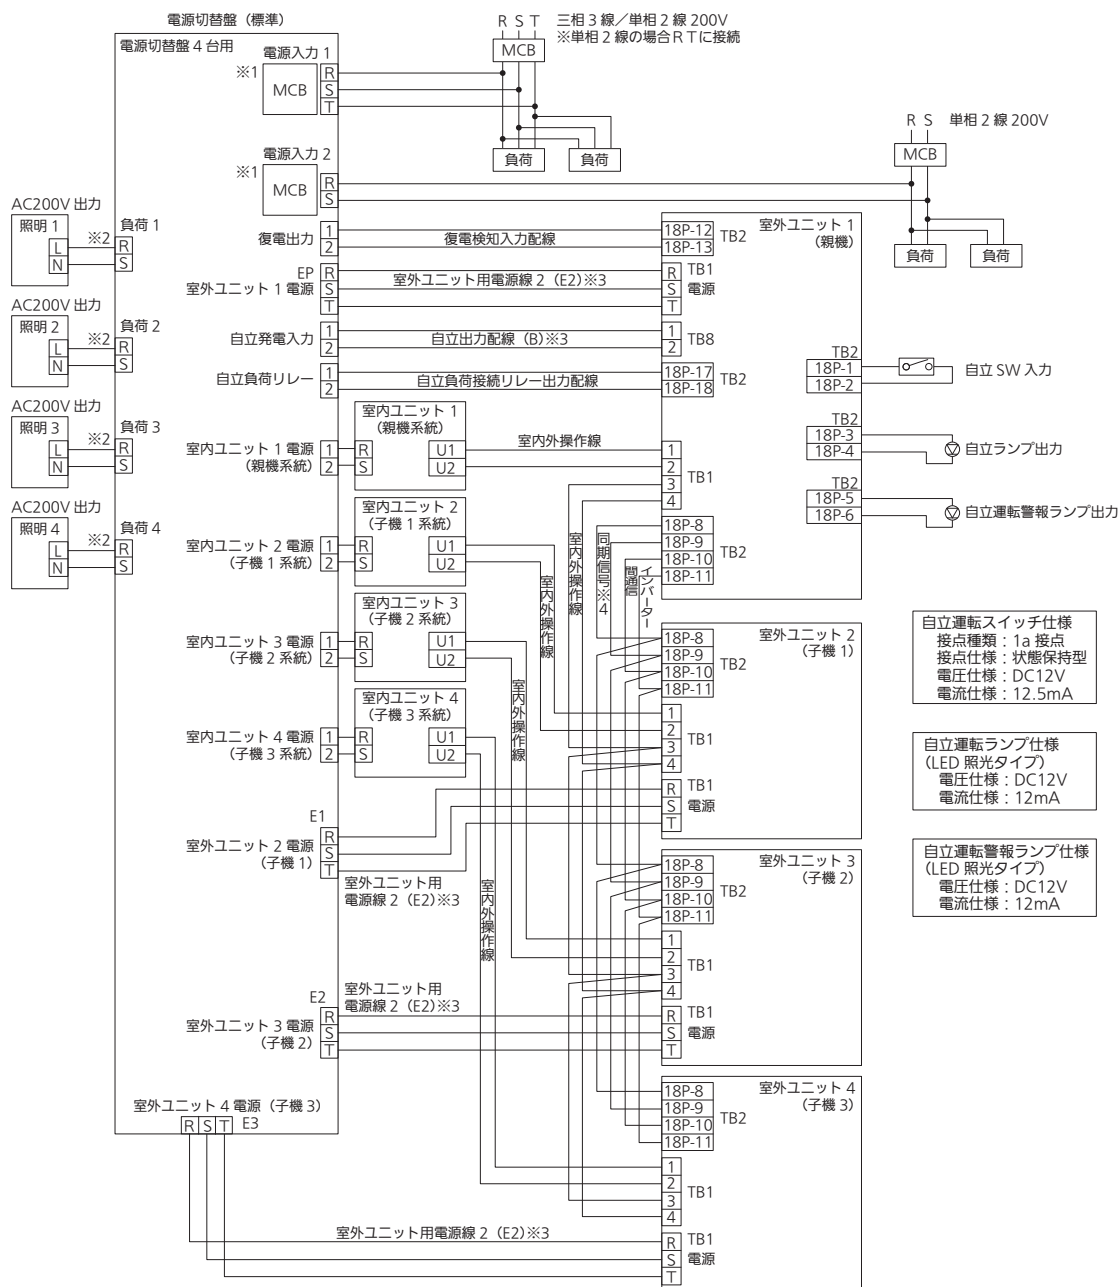 電源切替盤（標準）
電源切替盤 4 台用
電源入力 1
※1
MCB
R
S
T
R S T
三相 3 線／単相 2 線 200V
※単相 2 線の場合 R T に接続
MCB
負荷
負荷
電源入力 2
※1
MCB
R
S
R S
単相 2 線 200V
MCB
負荷
負荷
AC200V 出力
照明 1
L
N
※2
負荷 1
R
S
AC200V 出力
照明 2
L
N
※2
負荷 2
R
S
AC200V 出力
照明 3
L
N
※2
負荷 3
R
S
AC200V 出力
照明 4
L
N
※2
負荷 4
R
S
復電出力
1
2
復電検知入力配線
EP
室外ユニット 1 電源
R
S
T
室外ユニット用電源線 2（E2）※3
自立発電入力
1
2
自立出力配線（B）※3
自立負荷リレー
1
2
自立負荷接続リレー出力配線
室内ユニット 1 電源
（親機系統）
1
2
室内ユニット 1
（親機系統）
R
S
U1
U2
室内外操作線
室内ユニット 2 電源
（子機 1 系統）
1
2
室内ユニット 2
（子機 1 系統）
R
S
U1
U2
室内外操作線
室内ユニット 3 電源
（子機 2 系統）
1
2
室内ユニット 3
（子機 2 系統）
R
S
U1
U2
室内外操作線
室内ユニット 4 電源
（子機 3 系統）
1
2
室内ユニット 4
（子機 3 系統）
R
S
U1
U2
室内外操作線
室内外操作線
同期信号※4
インバーター
間通信
E1
室外ユニット 2 電源
（子機 1）
R
S
T
室外ユニット用
電源線 2（E2）※3
E2
室外ユニット 3 電源
（子機 2）
R
S
T
室外ユニット用
電源線 2（E2）※3
室外ユニット 4 電源（子機 3）
R S T
E3
室外ユニット用電源線 2（E2）※3
室外ユニット 1
（親機）
18P-12
18P-13
TB2
R
S
T
TB1
電源
1
2
TB8
18P-17
18P-18
TB2
1
2
3
4
TB1
18P-8
18P-9
18P-10
18P-11
TB2
TB2
18P-1
18P-2
自立 SW 入力
TB2
18P-3
18P-4
自立ランプ出力
TB2
18P-5
18P-6
自立運転警報ランプ出力
室外ユニット 2
（子機 1）
18P-8
18P-9
18P-10
18P-11
TB2
1
2
3
4
TB1
R
S
T
TB1
電源
室外ユニット 3
（子機 2）
18P-8
18P-9
18P-10
18P-11
TB2
1
2
3
4
TB1
R
S
T
TB1
電源
室外ユニット 4
（子機 3）
18P-8
18P-9
18P-10
18P-11
TB2
1
2
3
4
TB1
R
S
T
TB1
電源
自立運転スイッチ仕様
接点種類：1a 接点
接点仕様：状態保持型
電圧仕様：DC12V
電流仕様：12.5mA
自立運転ランプ仕様
（LED 照光タイプ）
電圧仕様：DC12V
電流仕様：12mA
自立運転警報ランプ仕様
（LED 照光タイプ）
電圧仕様：DC12V
電流仕様：12mA